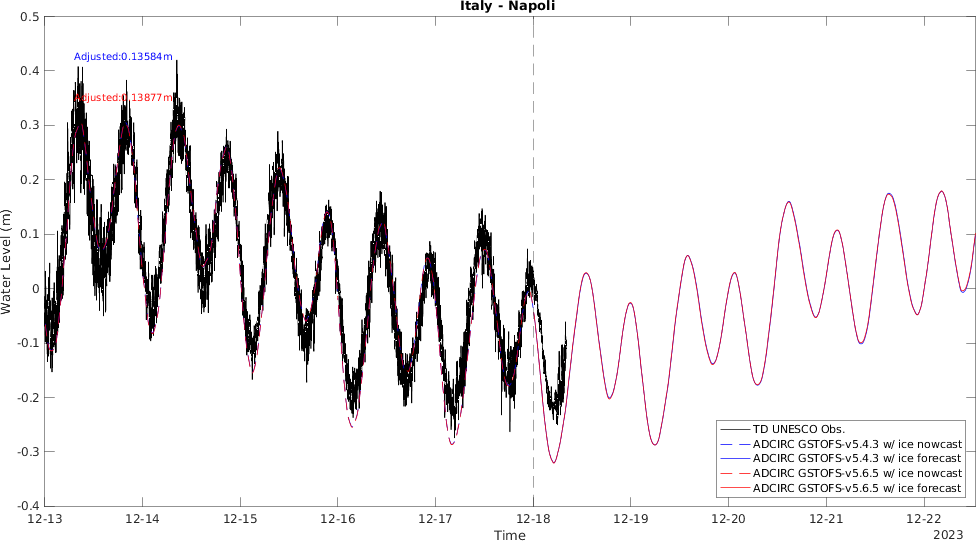 Italy - Napoli
0.5
0.4
0.3
0.2
0.1
0
-0.1
-0.2
-0.3
-0.4
Water Level (m)
Adjusted:0.13584m
Adjusted:0.13877m
TD UNESCO Obs.
ADCIRC GSTOFS-v5.4.3 w/ ice nowcast
ADCIRC GSTOFS-v5.4.3 w/ ice forecast
ADCIRC GSTOFS-v5.6.5 w/ ice nowcast
ADCIRC GSTOFS-v5.6.5 w/ ice forecast
12-13 12-14 12-15 12-16 12-17 12-18 12-19 12-20 12-21 12-22
Time
2023